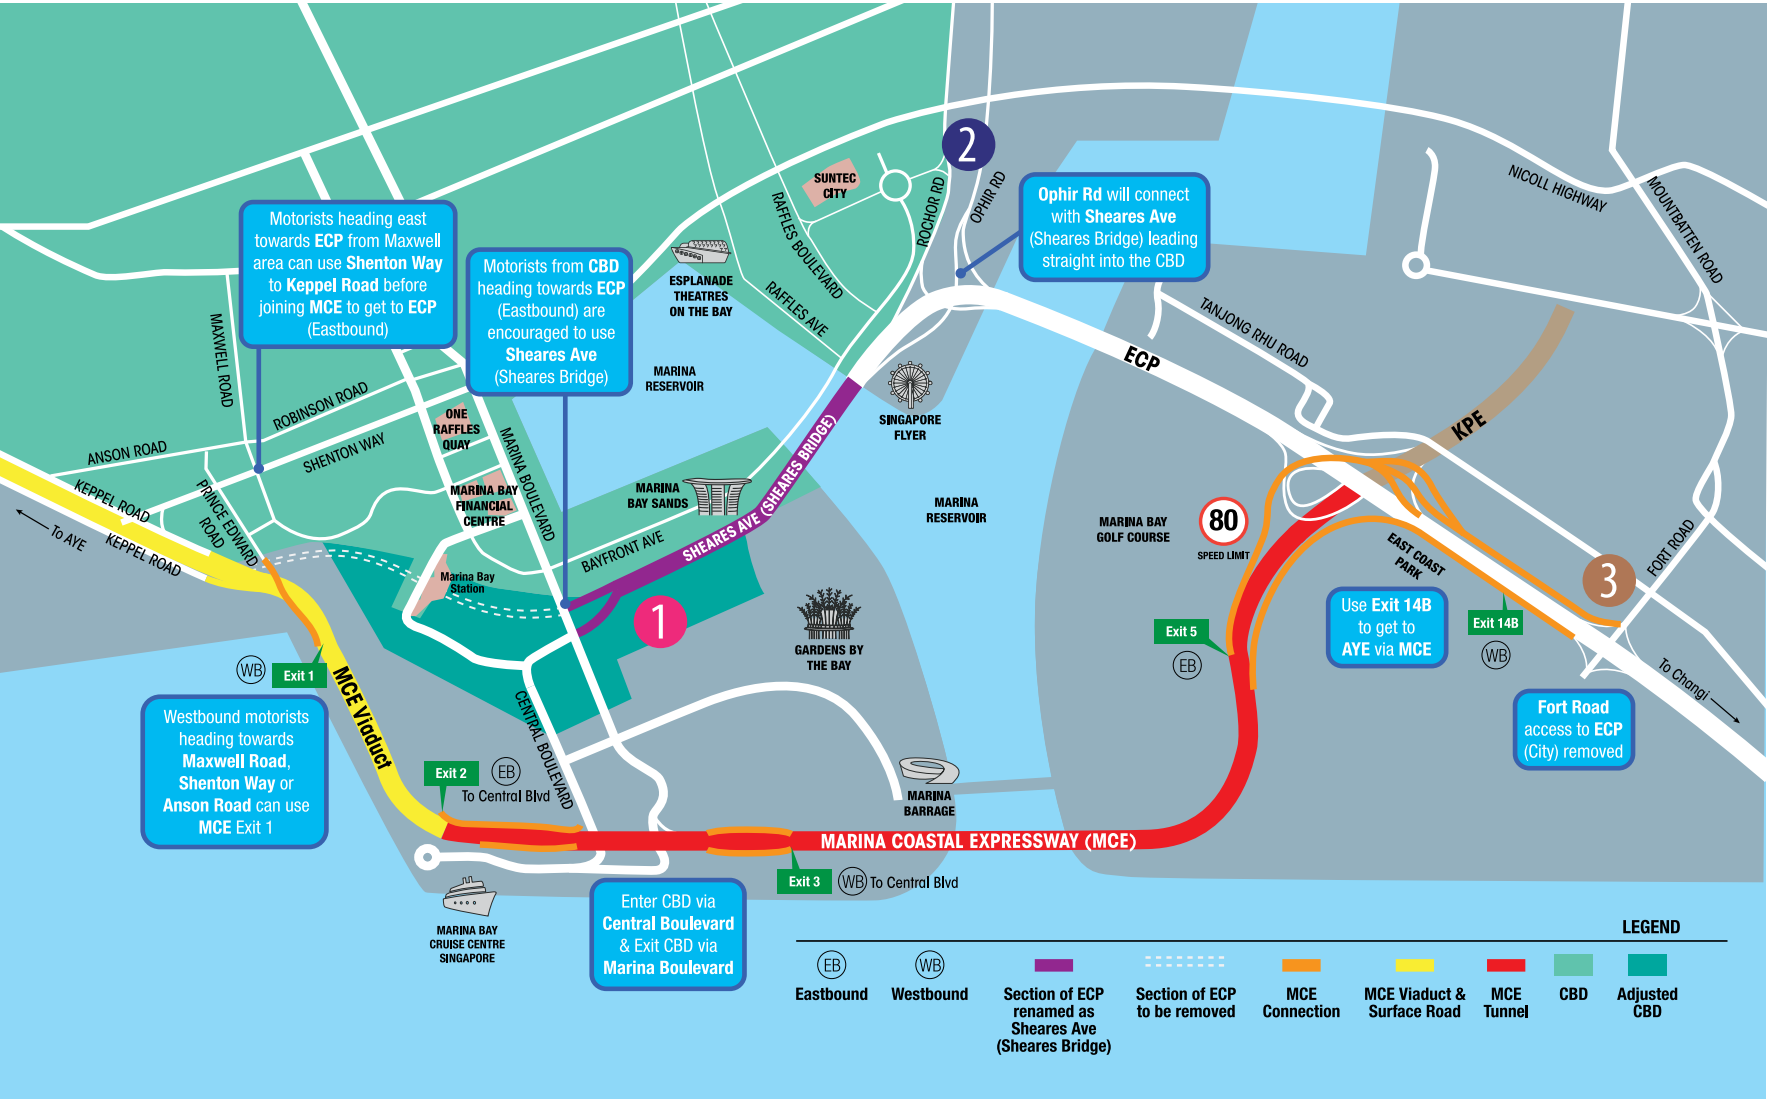 2
SUNTEC
CITY
ROCHOR RD
OPHIR RD
RAFFLES BOULEVARD
RAFFLES AVE
NICOLL HIGHWAY
MOUNTBATTEN ROAD
Ophir Rd will connect
with Sheares Ave
(Sheares Bridge) leading
straight into the CBD
Motorists heading east
towards ECP from Maxwell
area can use Shenton Way
to Keppel Road before
joining MCE to get to ECP
(Eastbound)
Motorists from CBD
heading towards ECP
(Eastbound) are
encouraged to use
Sheares Ave
(Sheares Bridge)
ESPLANADE
THEATRES
ON THE BAY
MARINA
RESERVOIR
TANJONG RHU ROAD
ECP
KPE
SINGAPORE
FLYER
MAXWELL ROAD
ROBINSON ROAD
ANSON ROAD
SHENTON WAY
ONE
RAFFLES
QUAY
MARINA BOULEVARD
MARINA BAY
FINANCIAL
CENTRE
MARINA
BAY SANDS
SHEARES AVE (SHEARES BRIDGE)
BAYFRONT AVE
MARINA
RESERVOIR
MARINA BAY
GOLF COURSE
80
SPEED LIMIT
EAST COAST
PARK
FORT ROAD
3
KEPPEL ROAD
KEPPEL ROAD
To AYE
PRINCE EDWARD
ROAD
Marina Bay
Station
1
GARDENS BY
THE BAY
Exit 5
EB
Use Exit 14B
to get to
AYE via MCE
Exit 14B
WB
To Changi
Fort Road
access to ECP
(City) removed
WB
Exit 1
MCE Viaduct
Westbound motorists
heading towards
Maxwell Road,
Shenton Way or
Anson Road can use
MCE Exit 1
Exit 2
EB
To Central Blvd
CENTRAL BOULEVARD
MARINA
BARRAGE
MARINA COASTAL EXPRESSWAY (MCE)
Exit 3
WB
To Central Blvd
MARINA BAY
CRUISE CENTRE
SINGAPORE
Enter CBD via
Central Boulevard
& Exit CBD via
Marina Boulevard
LEGEND
EB
Eastbound
WB
Westbound
Section of ECP
renamed as
Sheares Ave
(Sheares Bridge)
Section of ECP
to be removed
MCE
Connection
MCE Viaduct &
Surface Road
MCE
Tunnel
CBD
Adjusted
CBD